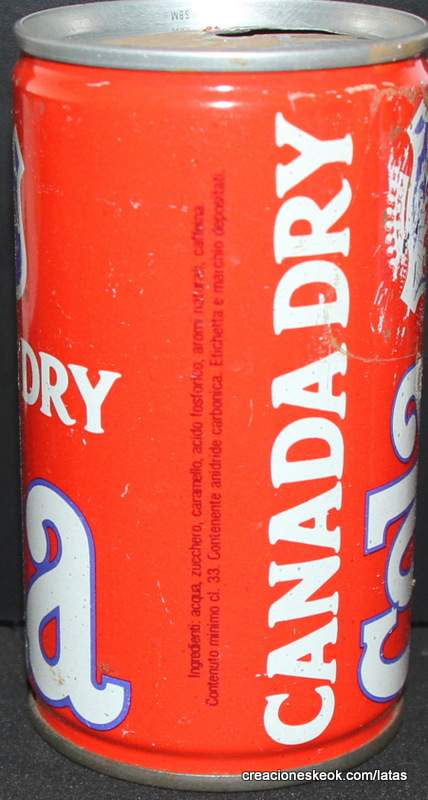 DRY
a
Ingredienti: acqua, zucchero, caramello, acido fosforico, aromi naturali, caffeina
Contenuto minimo cl. 33 Contenente anidride carbonica. Etichetta e marchio depositati.
CANADA DRY
cola
creacioneskeok.com/latas